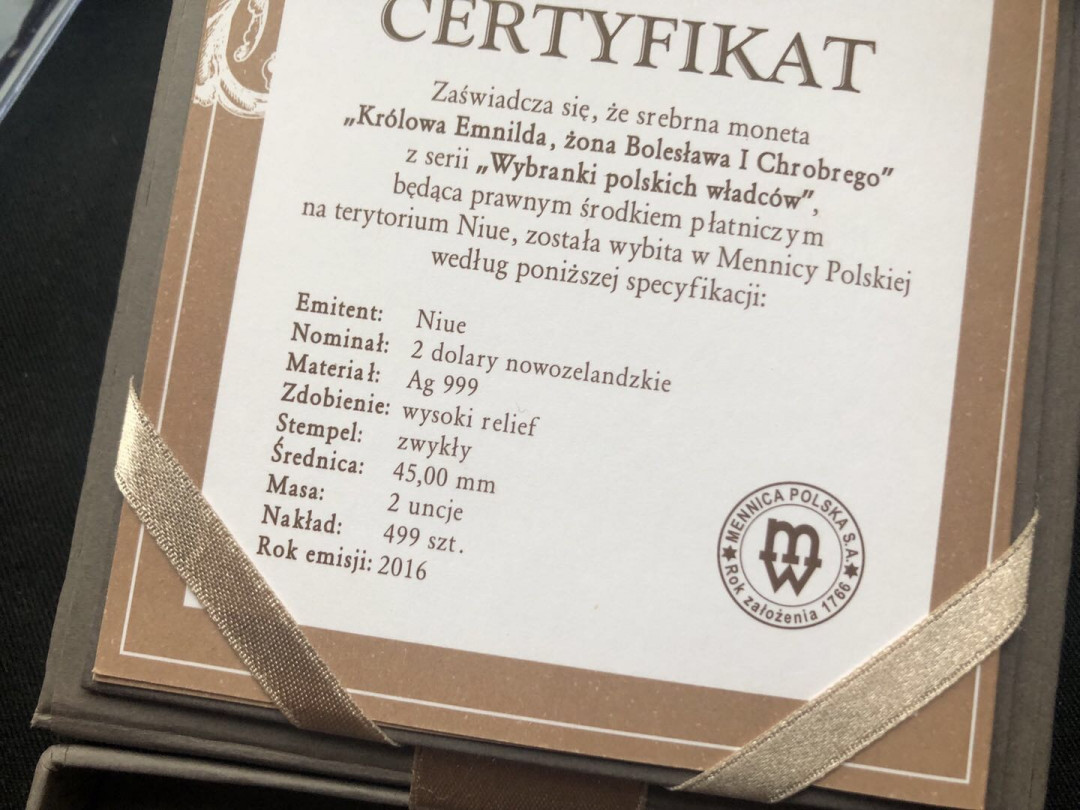 CERTYFIKAT
Zaświadcza się, że srebrna moneta
„Królowa Emnilda, żona Bolesława I Chrobrego”
z serii „Wybranki polskich władców”,
będąca prawnym środkiem płatniczym
na terytorium Niue, została wybita w Mennicy Polskiej
według poniższej specyfikacji:
Emitent: Niue
Nominał: 2 dolary nowozelandzkie
Materiał: Ag 999
Zdobienie: wysoki relief
Stempel: zwykły
Średnica: 45,00 mm
Masa: 2 uncje
Nakład: 499 szt.
Rok emisji: 2016
MENNICA POLSKA S.A.
mw
Rok założenia 1766